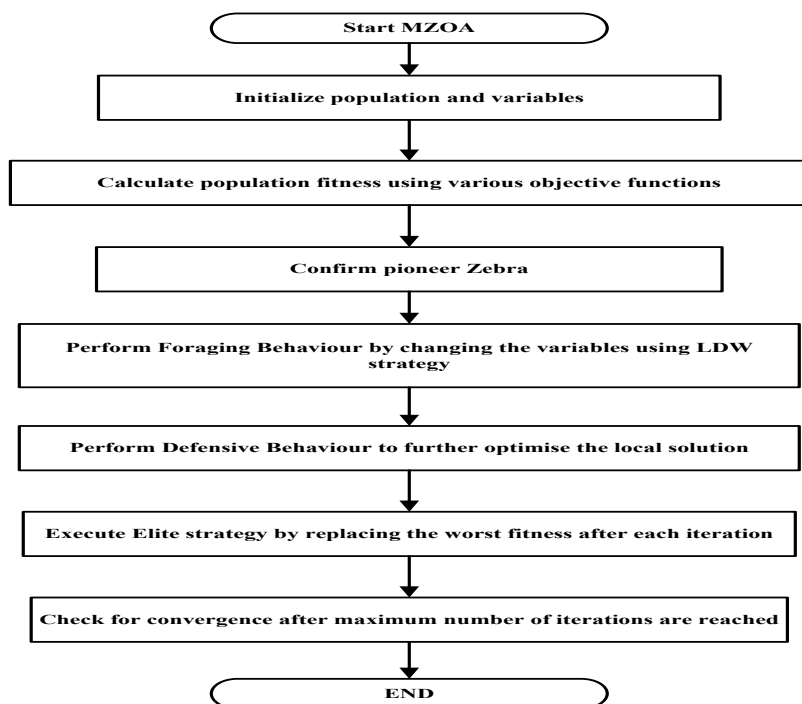 Start MZOA
Initialize population and variables
Calculate population fitness using various objective functions
Confirm pioneer Zebra
Perform Foraging Behaviour by changing the variables using LDW
strategy
Perform Defensive Behaviour to further optimise the local solution
Execute Elite strategy by replacing the worst fitness after each iteration
Check for convergence after maximum number of iterations are reached
END